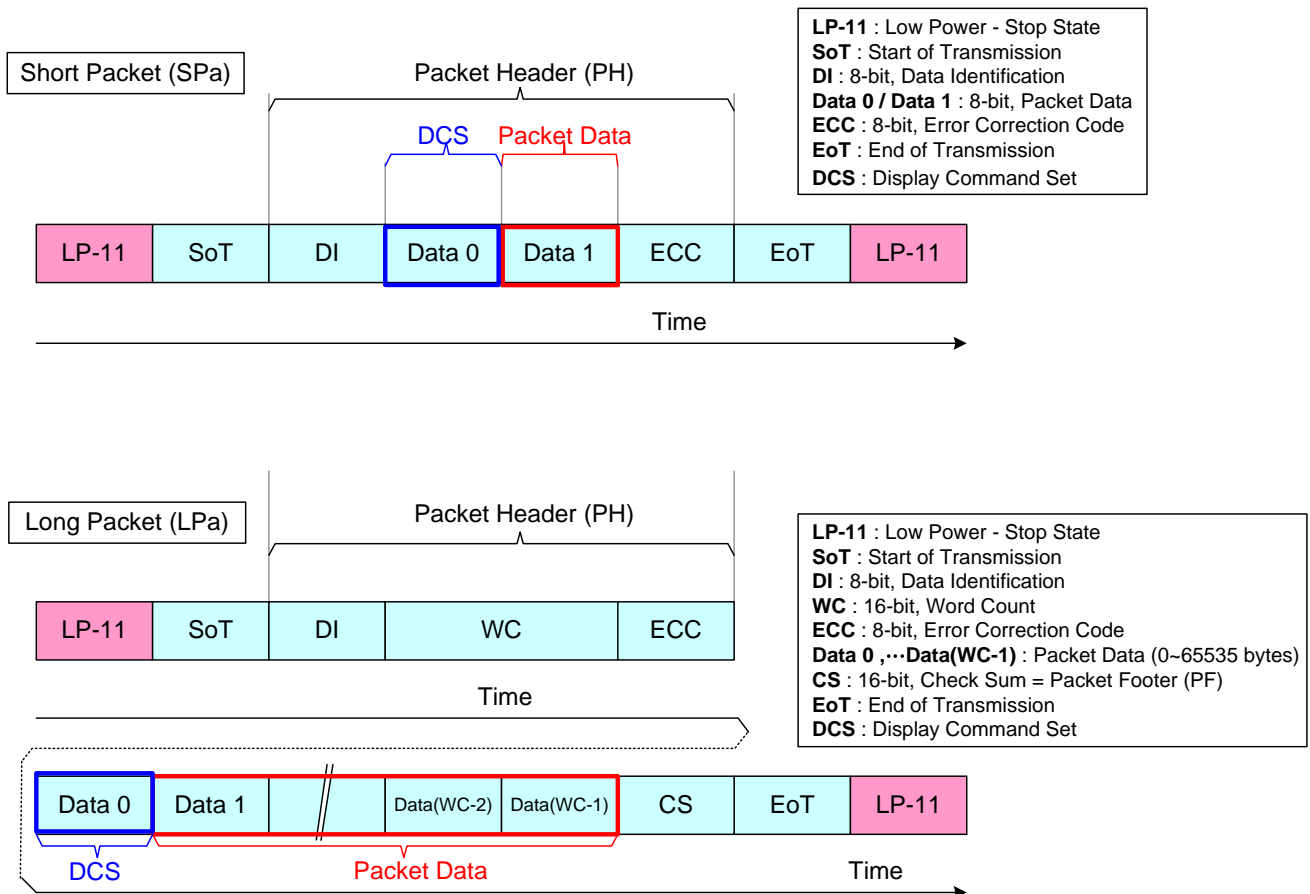 Short Packet (SPa)
Packet Header (PH)
DCS
Packet Data
LP-11 SoT DI Data 0 Data 1 ECC EoT LP-11
Time
LP-11 : Low Power - Stop State
SoT : Start of Transmission
DI : 8-bit, Data Identification
Data 0 / Data 1 : 8-bit, Packet Data
ECC : 8-bit, Error Correction Code
EoT : End of Transmission
DCS : Display Command Set
Long Packet (LPa)
Packet Header (PH)
LP-11 SoT DI WC ECC
Time
LP-11 : Low Power - Stop State
SoT : Start of Transmission
DI : 8-bit, Data Identification
WC : 16-bit, Word Count
ECC : 8-bit, Error Correction Code
Data 0 ,⋯Data(WC-1) : Packet Data (0~65535 bytes)
CS : 16-bit, Check Sum = Packet Footer (PF)
EoT : End of Transmission
DCS : Display Command Set
Data 0 Data 1 // Data(WC-2) Data(WC-1) CS EoT LP-11
DCS
Packet Data
Time